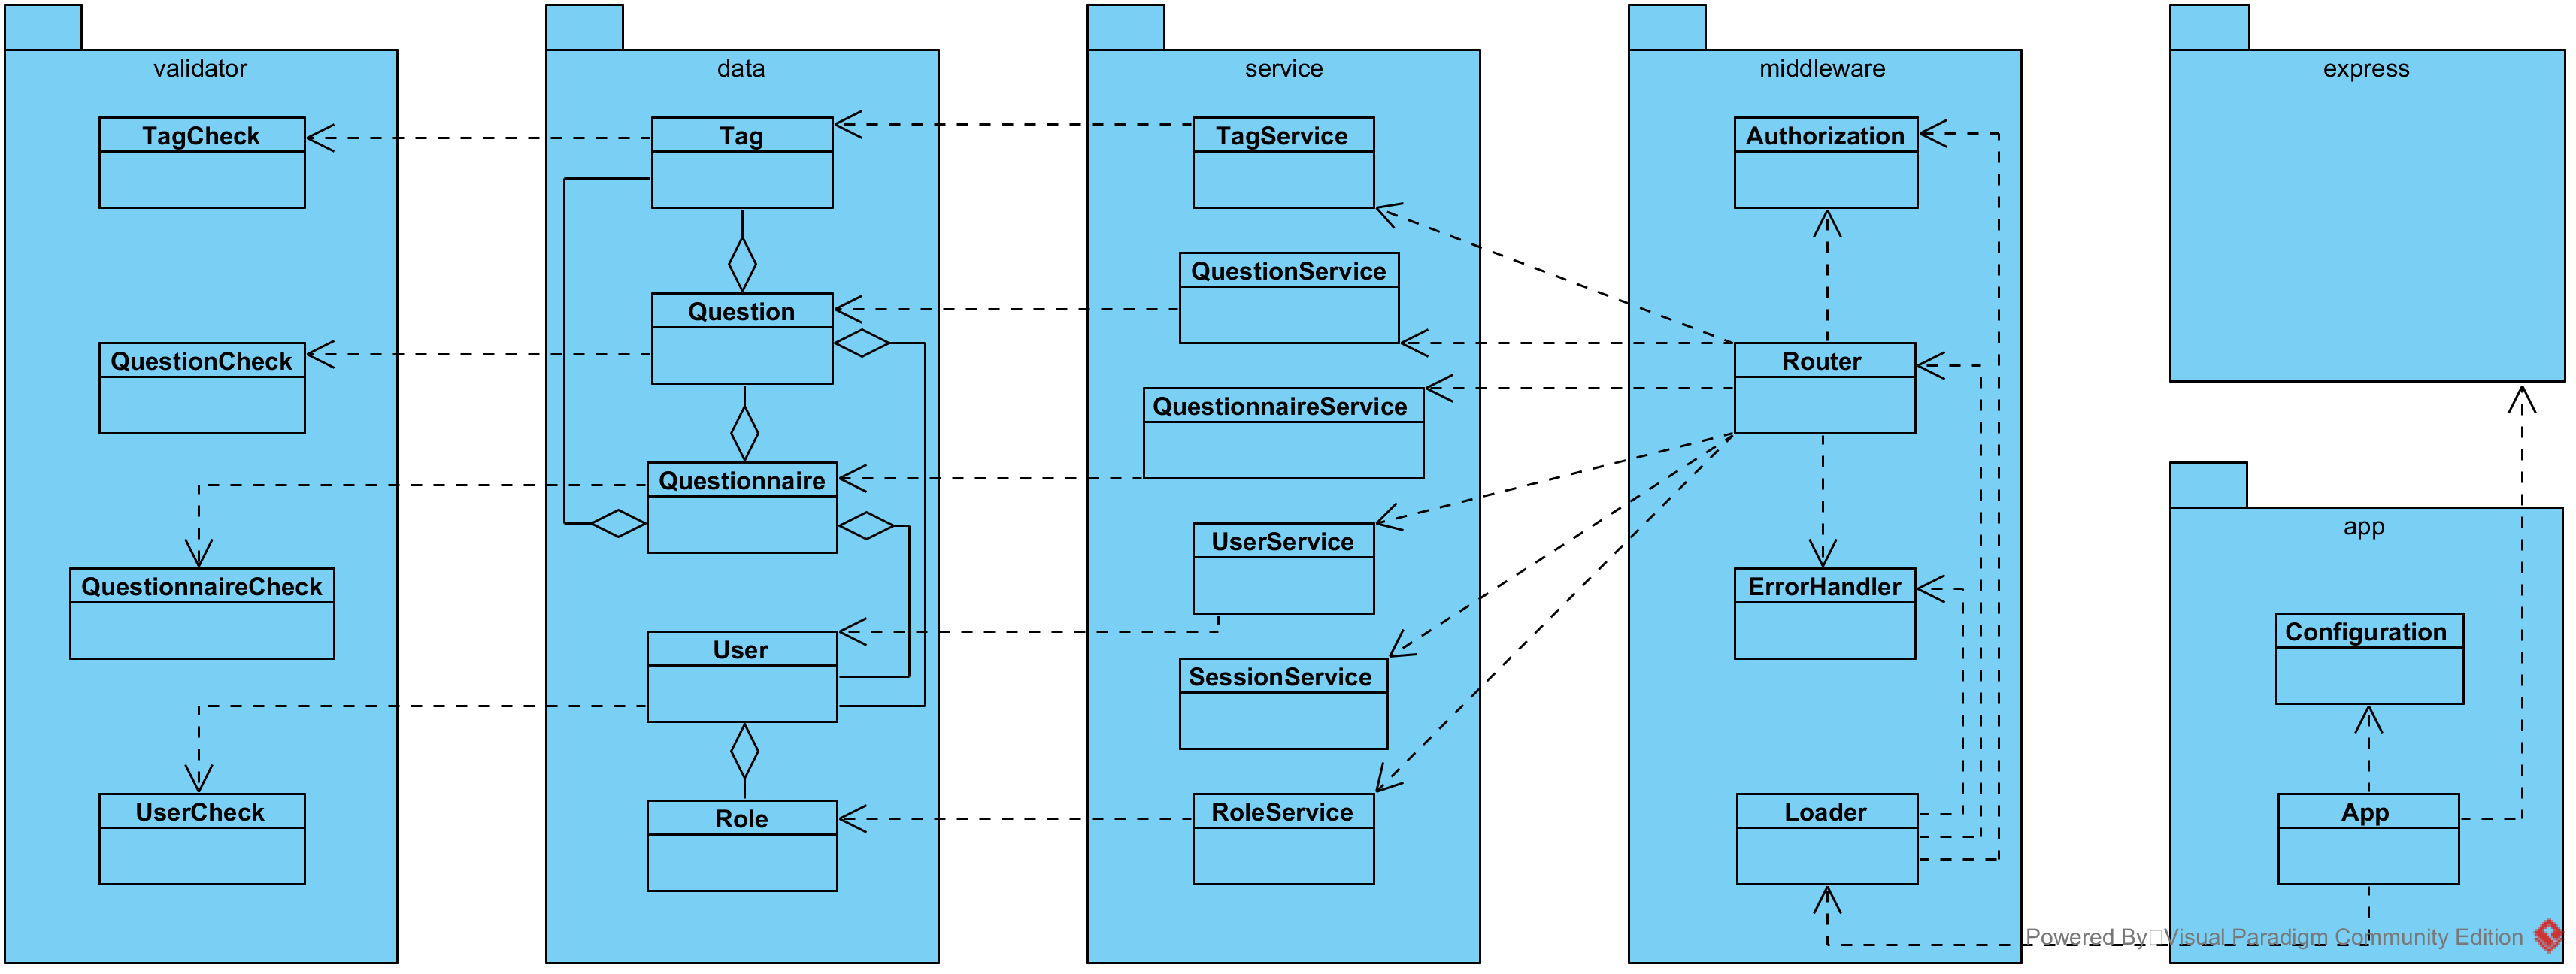 validator
TagCheck
QuestionCheck
QuestionnaireCheck
UserCheck
data
Tag
Question
Questionnaire
User
Role
service
TagService
QuestionService
QuestionnaireService
UserService
SessionService
RoleService
middleware
Authorization
Router
ErrorHandler
Loader
express
app
Configuration
App
Powered By Visual Paradigm Community Edition